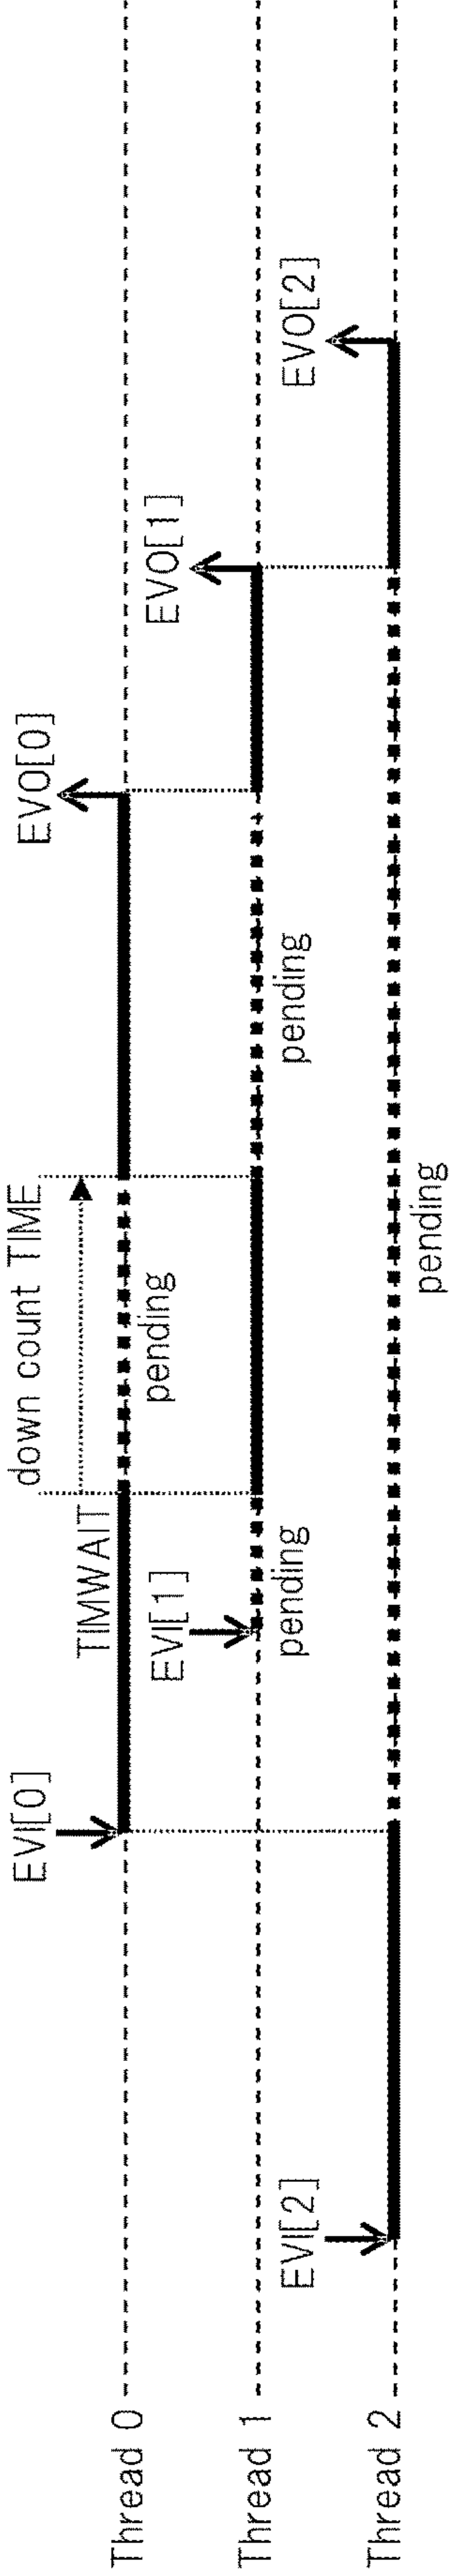 EVI[0]
TIMWAIT
down count TIME
EVO[0]
Thread 0
pending
EVI[1]
EVO[1]
Thread 1
pending
pending
EVI[2]
EVO[2]
Thread 2
pending